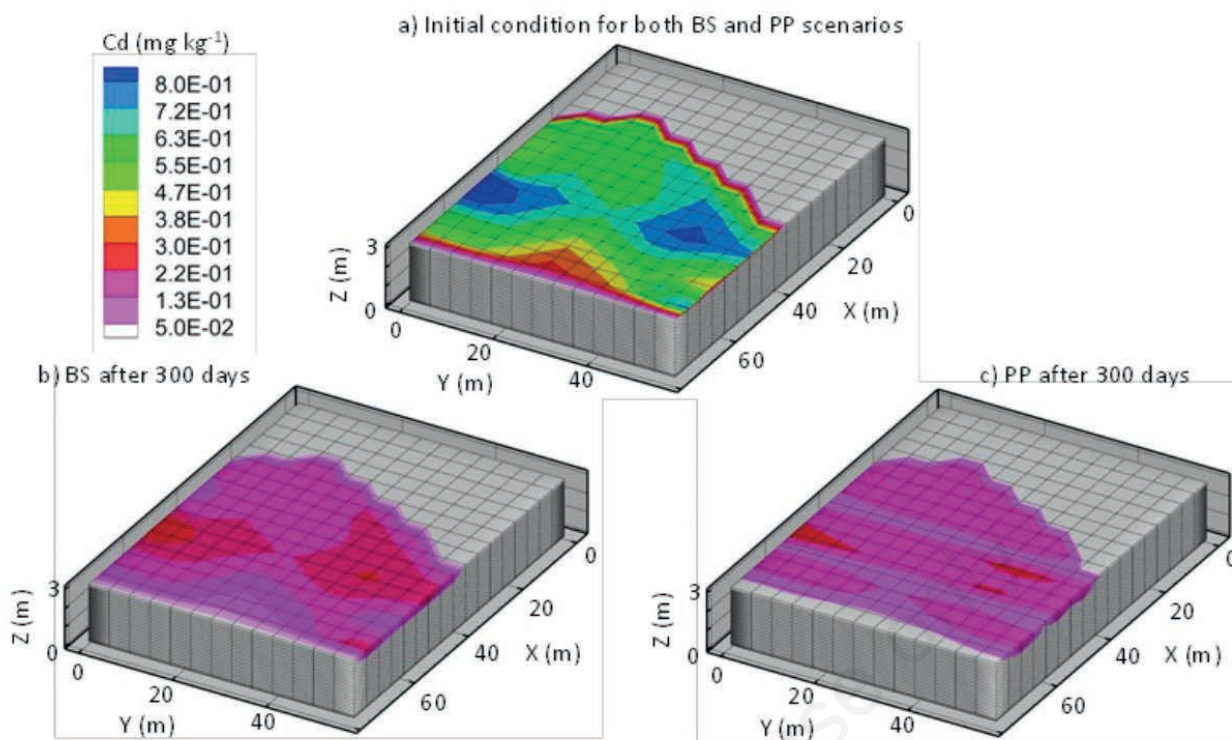 a) Initial condition for both BS and PP scenarios
Cd (mg kg⁻¹)
8.0E-01
7.2E-01
6.3E-01
5.5E-01
4.7E-01
3.8E-01
3.0E-01
2.2E-01
1.3E-01
5.0E-02
3
0
Z (m)
0
20
40
Y (m)
0
20
40
60
X (m)
b) BS after 300 days
3
0
Z (m)
0
20
40
Y (m)
0
20
40
60
X (m)
c) PP after 300 days
3
0
Z (m)
0
20
40
Y (m)
0
20
40
60
X (m)